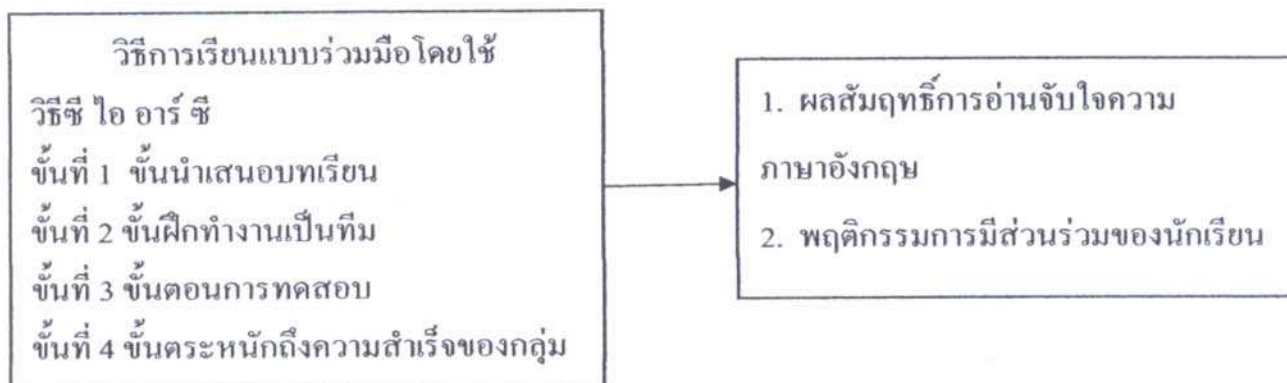 วิธีการเรียนแบบร่วมมือโดยใช้
วิธีซี ไอ อาร์ ซี
ขั้นที่ 1 ขั้นนำเสนอบทเรียน
ขั้นที่ 2 ขั้นฝึกทำงานเป็นทีม
ขั้นที่ 3 ขั้นตอนการทดสอบ
ขั้นที่ 4 ขั้นตระหนักถึงความสำเร็จของกลุ่ม
1. ผลสัมฤทธิ์การอ่านจับใจความ
ภาษาอังกฤษ
2. พฤติกรรมการมีส่วนร่วมของนักเรียน